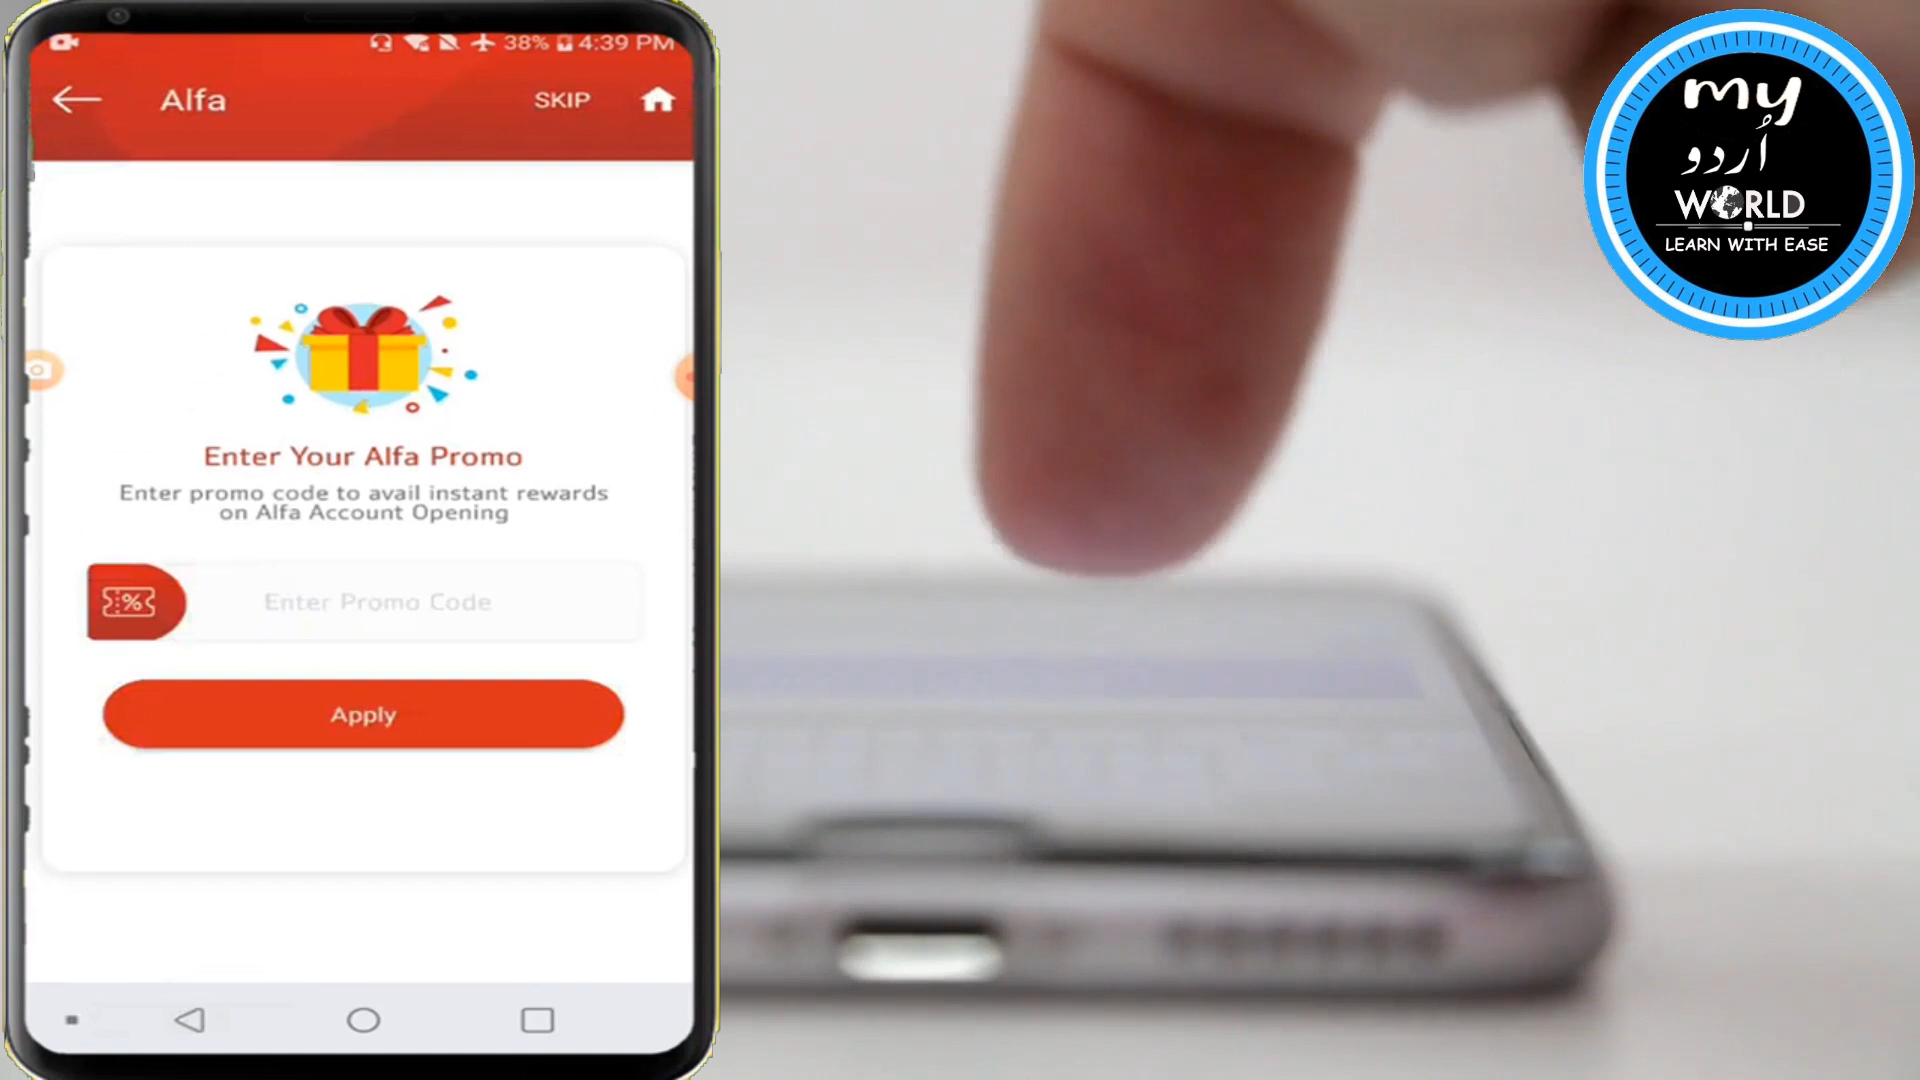 38% 4:39 PM
Alfa
SKIP
Enter Your Alfa Promo
Enter promo code to avail instant rewards
on Alfa Account Opening
%
Enter Promo Code
Apply
my
اُردو
WORLD
LEARN WITH EASE